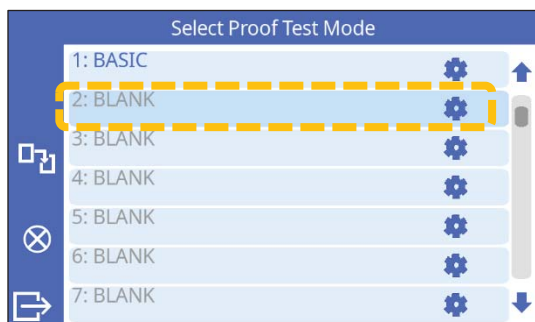 Select Proof Test Mode
1: BASIC
2: BLANK
3: BLANK
4: BLANK
5: BLANK
6: BLANK
7: BLANK